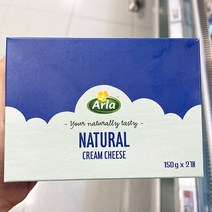 Arla
Your naturally tasty
NATURAL
CREAM CHEESE
150g x 2개